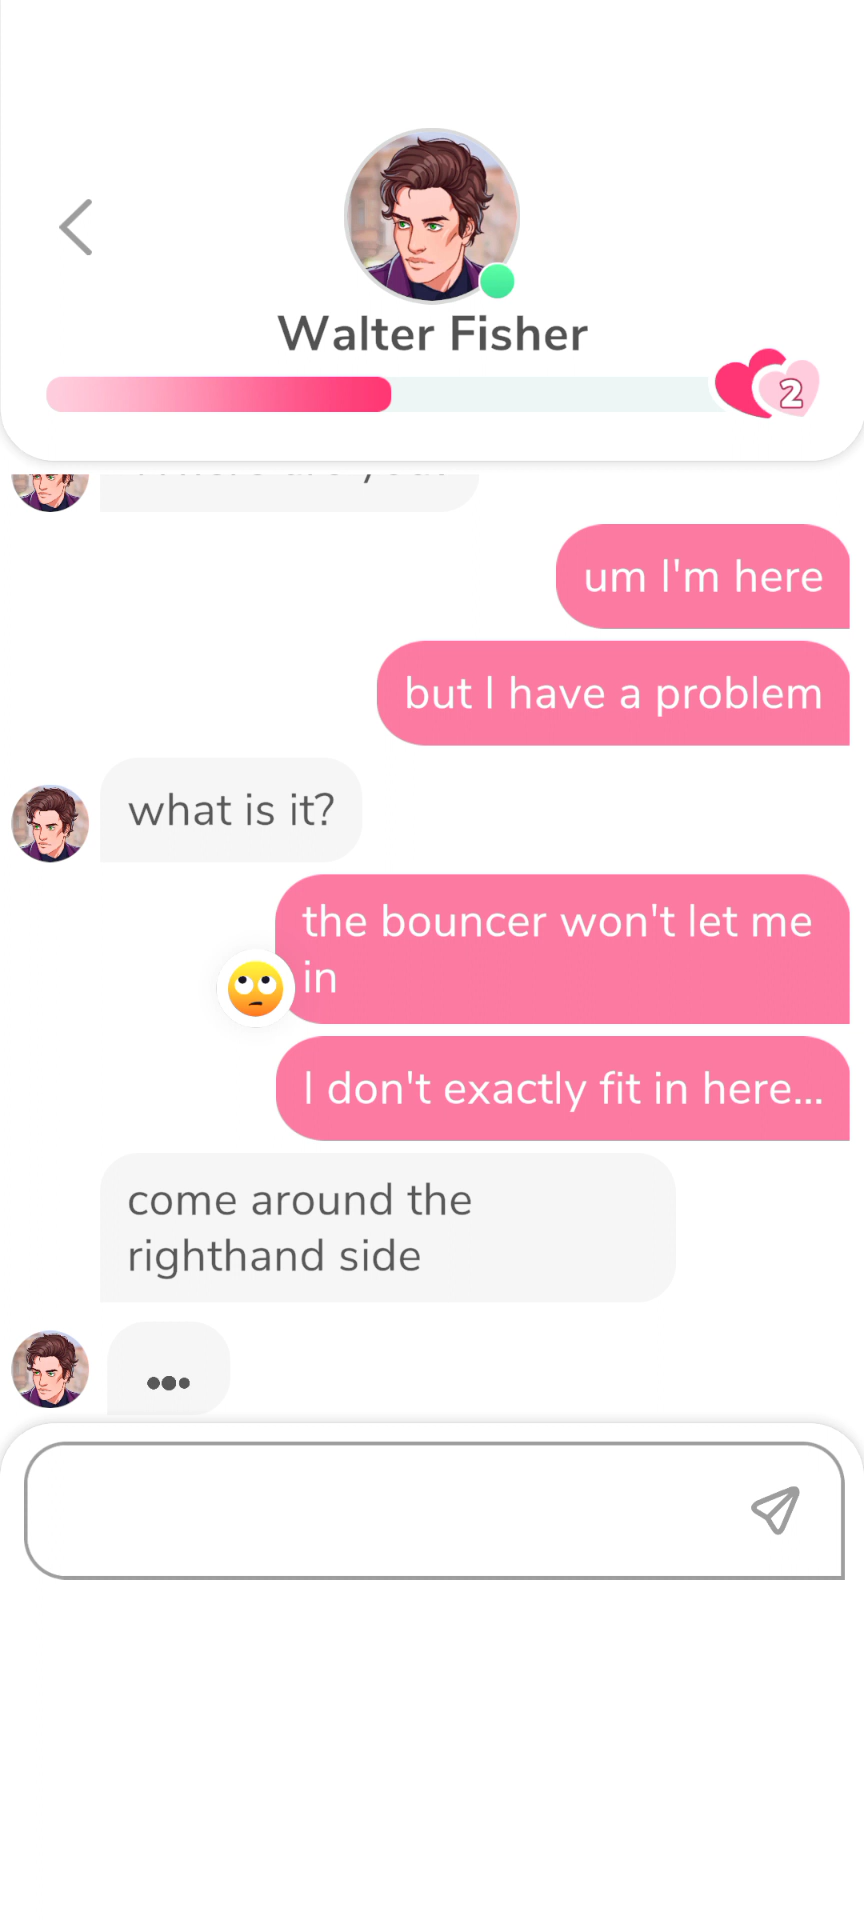 Walter Fisher
2
um I'm here
but I have a problem
what is it?
the bouncer won't let me
in
I don't exactly fit in here...
come around the
righthand side